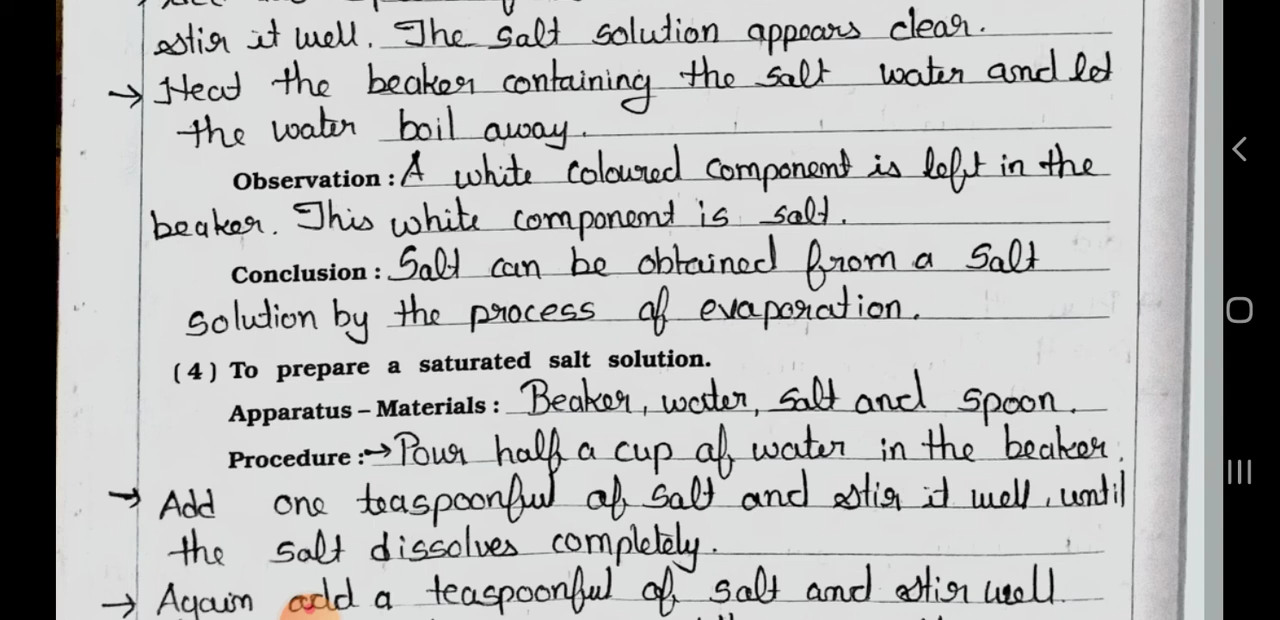 stir it well. The salt solution appears clear.
→ Heat the beaker containing the salt water and let
the water boil away.
Observation : A white coloured component is left in the
beaker. This white component is salt.
Conclusion : Salt can be obtained from a salt
solution by the process of evaporation.
(4) To prepare a saturated salt solution.
Apparatus – Materials : Beaker, water, salt and spoon.
Procedure :→ Pour half a cup of water in the beaker.
→ Add one teaspoonful of salt and stir it well, until
the salt dissolves completely.
→ Again add a teaspoonful of salt and stir well.